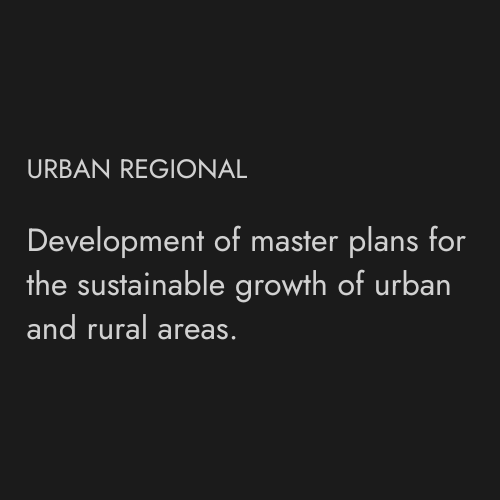 URBAN REGIONAL
Development of master plans for
the sustainable growth of urban
and rural areas.